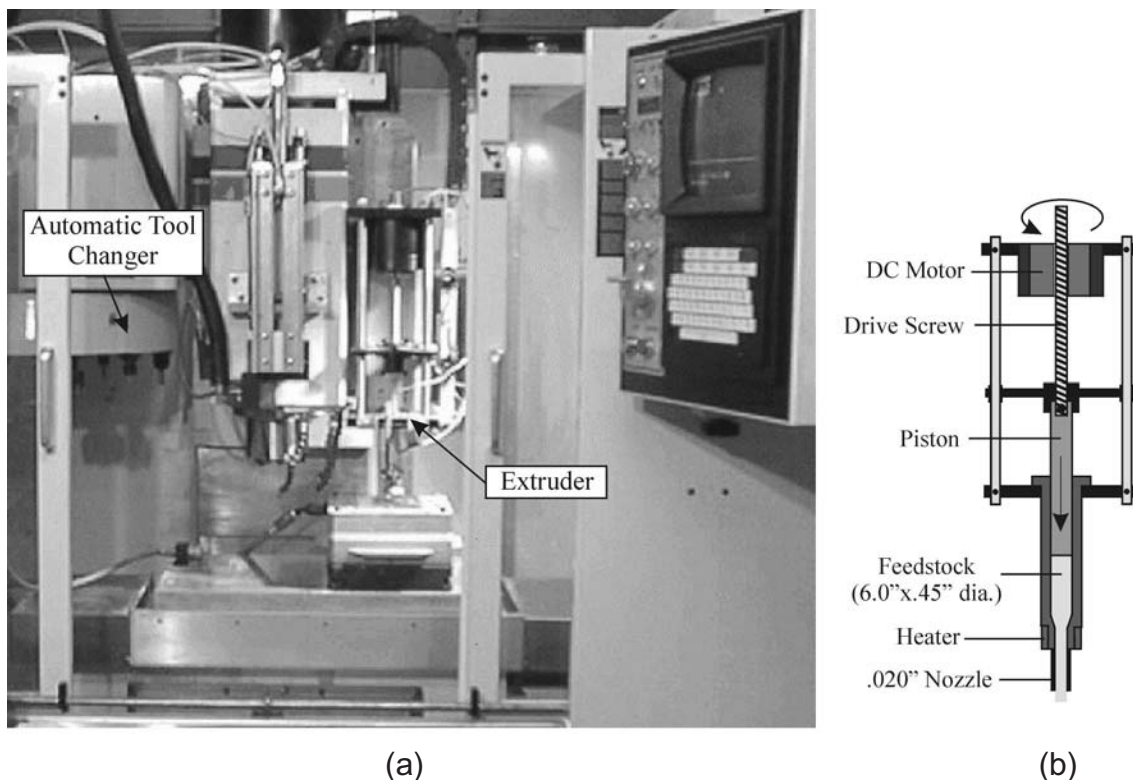 Automatic Tool
Changer
Extruder
DC Motor
Drive Screw
Piston
Feedstock
(6.0”x.45” dia.)
Heater
.020” Nozzle
(a)
(b)